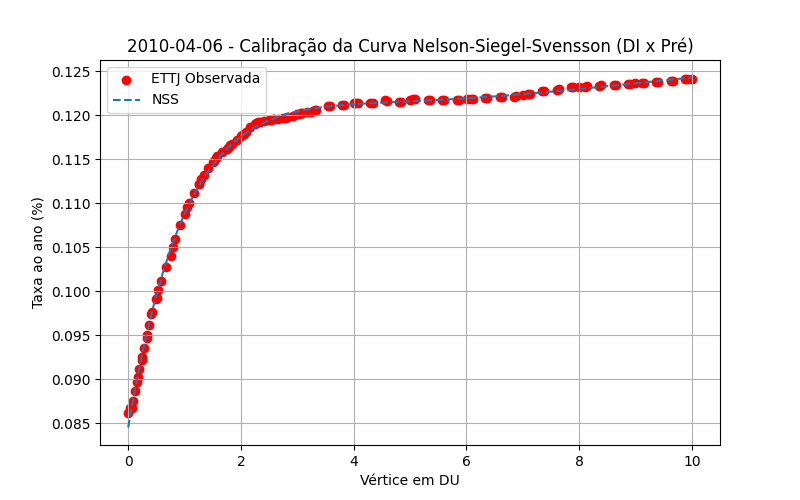 2010-04-06 - Calibração da Curva Nelson-Siegel-Svensson (DI x Pré)
ETTJ Observada
NSS
Taxa ao ano (%)
0.125
0.120
0.115
0.110
0.105
0.100
0.095
0.090
0.085
0 2 4 6 8 10
Vértice em DU